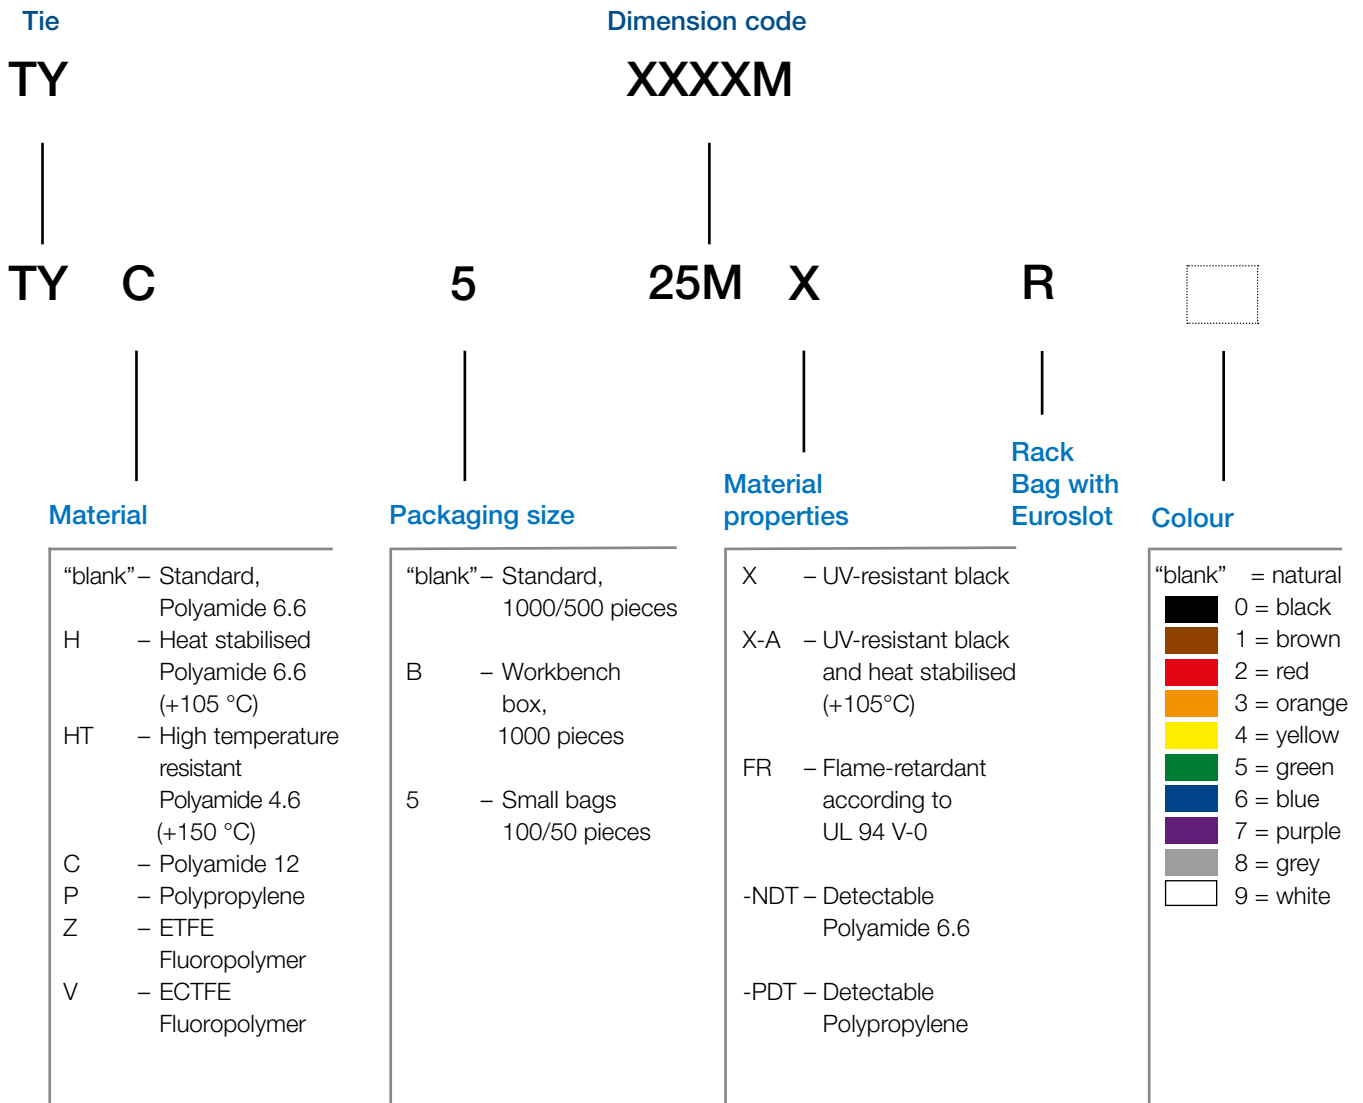 Tie
Dimension code
TY
XXXXM
TY C 5 25M X R
Material
“blank” – Standard,
Polyamide 6.6
H – Heat stabilised
Polyamide 6.6
(+105 °C)
HT – High temperature
resistant
Polyamide 4.6
(+150 °C)
C – Polyamide 12
P – Polypropylene
Z – ETFE
Fluoropolymer
V – ECTFE
Fluoropolymer
Packaging size
“blank” – Standard,
1000/500 pieces
B – Workbench
box,
1000 pieces
5 – Small bags
100/50 pieces
Material
properties
X – UV-resistant black
X-A – UV-resistant black
and heat stabilised
(+105°C)
FR – Flame-retardant
according to
UL 94 V-0
-NDT – Detectable
Polyamide 6.6
-PDT – Detectable
Polypropylene
Rack
Bag with
Euroslot
Colour
“blank” = natural
0 = black
1 = brown
2 = red
3 = orange
4 = yellow
5 = green
6 = blue
7 = purple
8 = grey
9 = white